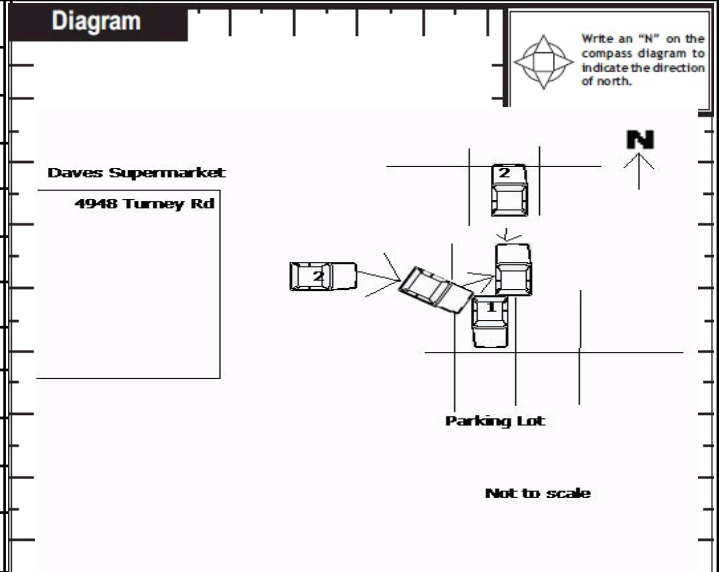 Diagram
Write an “N” on the
compass diagram to
indicate the direction
of north.
N
Daves Supermarket
4948 Turney Rd
2
2
1
Parking Lot
Not to scale